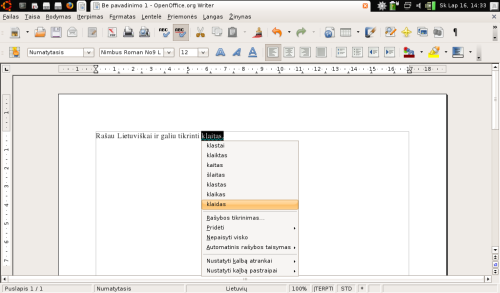 Be pavadinimo 1 - OpenOffice.org Writer
Sk Lap 16, 14:33
Failas Taisa Rodymas Įterpimas Formatas Lentelė Priemonės Langas Žinynas
Numatytasis Nimbus Roman No9 L 12
Rašau Lietuviškai ir galiu tikrinti klaitas.
klastai
klaiktas
kaitas
šlaitas
klastas
klaikas
klaidas
Rašybos tikrinimas...
Pridėti
Nepaisyti visko
Automatinis rašybos taisymas
Nustatyti kalbą atrankai
Nustatyti kalbą pastraipai
Puslapis 1 / 1 Numatytasis Lietuvių 100% ĮTERPTI STD *